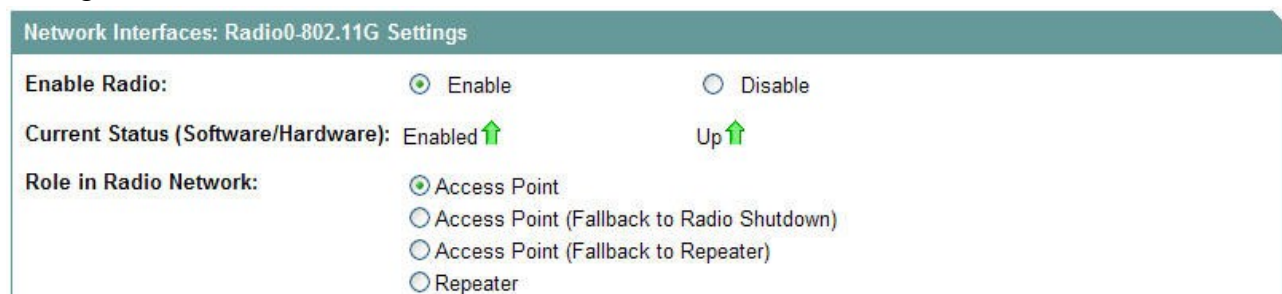 Network Interfaces: Radio0-802.11G Settings
Enable Radio: Enable Disable
Current Status (Software/Hardware): Enabled Up
Role in Radio Network: Access Point
Access Point (Fallback to Radio Shutdown)
Access Point (Fallback to Repeater)
Repeater